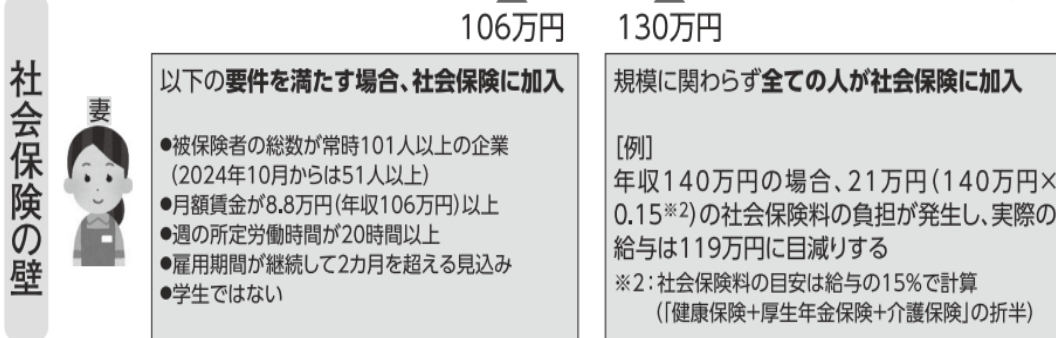 社会保険の壁
妻
106万円
以下の要件を満たす場合、社会保険に加入
●被保険者の総数が常時101人以上の企業
(2024年10月からは51人以上)
●月額賃金が8.8万円(年収106万円)以上
●週の所定労働時間が20時間以上
●雇用期間が継続して2カ月を超える見込み
●学生ではない
130万円
規模に関わらず全ての人が社会保険に加入
[例]
年収140万円の場合、21万円(140万円×
0.15※2)の社会保険料の負担が発生し、実際の
給与は119万円に目減りする
※2:社会保険料の目安は給与の15%で計算
(「健康保険+厚生年金保険+介護保険」の折半)